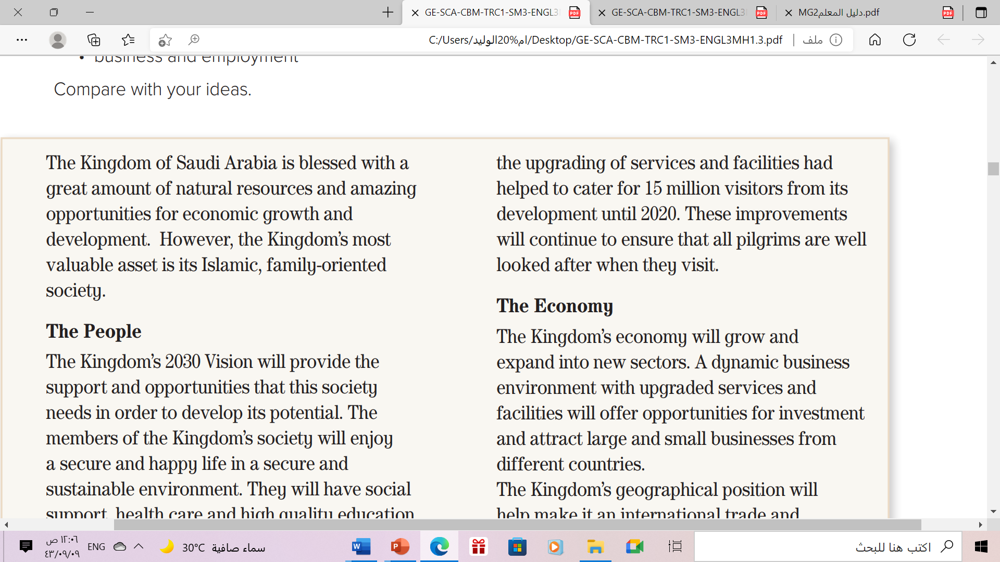 GE-SCA-CBM-TRC1-SM3-ENGL3
GE-SCA-CBM-TRC1-SM3-ENGL3
MG2دليل المعلم.pdf
C:/Users/ام%20الوليد/Desktop/GE-SCA-CBM-TRC1-SM3-ENGL3MH1.3.pdf
ملف
• business and employment
Compare with your ideas.
The Kingdom of Saudi Arabia is blessed with a
great amount of natural resources and amazing
opportunities for economic growth and
development. However, the Kingdom's most
valuable asset is its Islamic, family-oriented
society.
The People
The Kingdom's 2030 Vision will provide the
support and opportunities that this society
needs in order to develop its potential. The
members of the Kingdom's society will enjoy
a secure and happy life in a secure and
sustainable environment. They will have social
support, health care and high quality education
the upgrading of services and facilities had
helped to cater for 15 million visitors from its
development until 2020. These improvements
will continue to ensure that all pilgrims are well
looked after when they visit.
The Economy
The Kingdom's economy will grow and
expand into new sectors. A dynamic business
environment with upgraded services and
facilities will offer opportunities for investment
and attract large and small businesses from
different countries.
The Kingdom's geographical position will
help make it an international trade and
١٢:٠٦ ص
٤٣/٠٩/٠٩
ENG
30°C سماء صافية
اكتب هنا للبحث